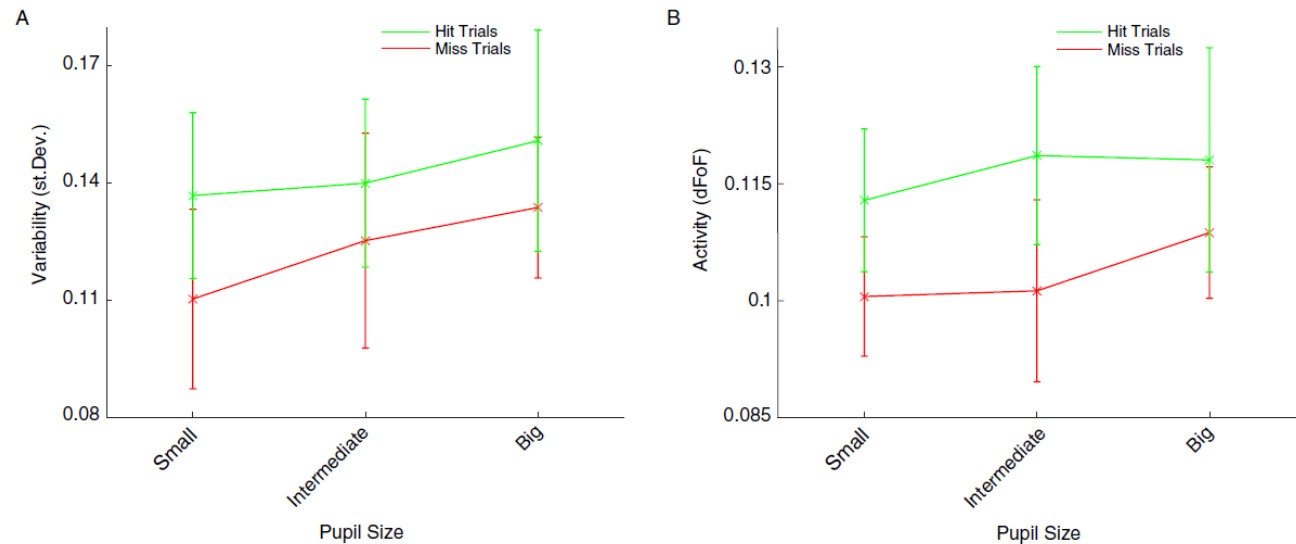 A
Hit Trials
Miss Trials
0.17
0.14
0.11
0.08
Variability (st.Dev.)
Small
Intermediate
Big
Pupil Size
B
Hit Trials
Miss Trials
0.13
0.115
0.1
0.085
Activity (dFoF)
Small
Intermediate
Big
Pupil Size